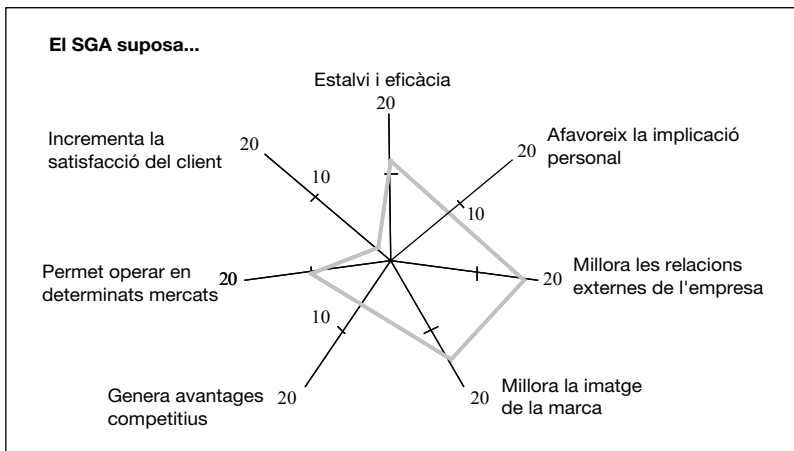 El SGA suposa...
Estalvi i eficàcia
20
Incrementa la
satisfacció del client
20
10
Afavoreix la implicació
personal
20
10
Permet operar en
determinats mercats
20
Millora les relacions
externes de l'empresa
20
10
Genera avantages
competitius
20
Millora la imatge
de la marca
20